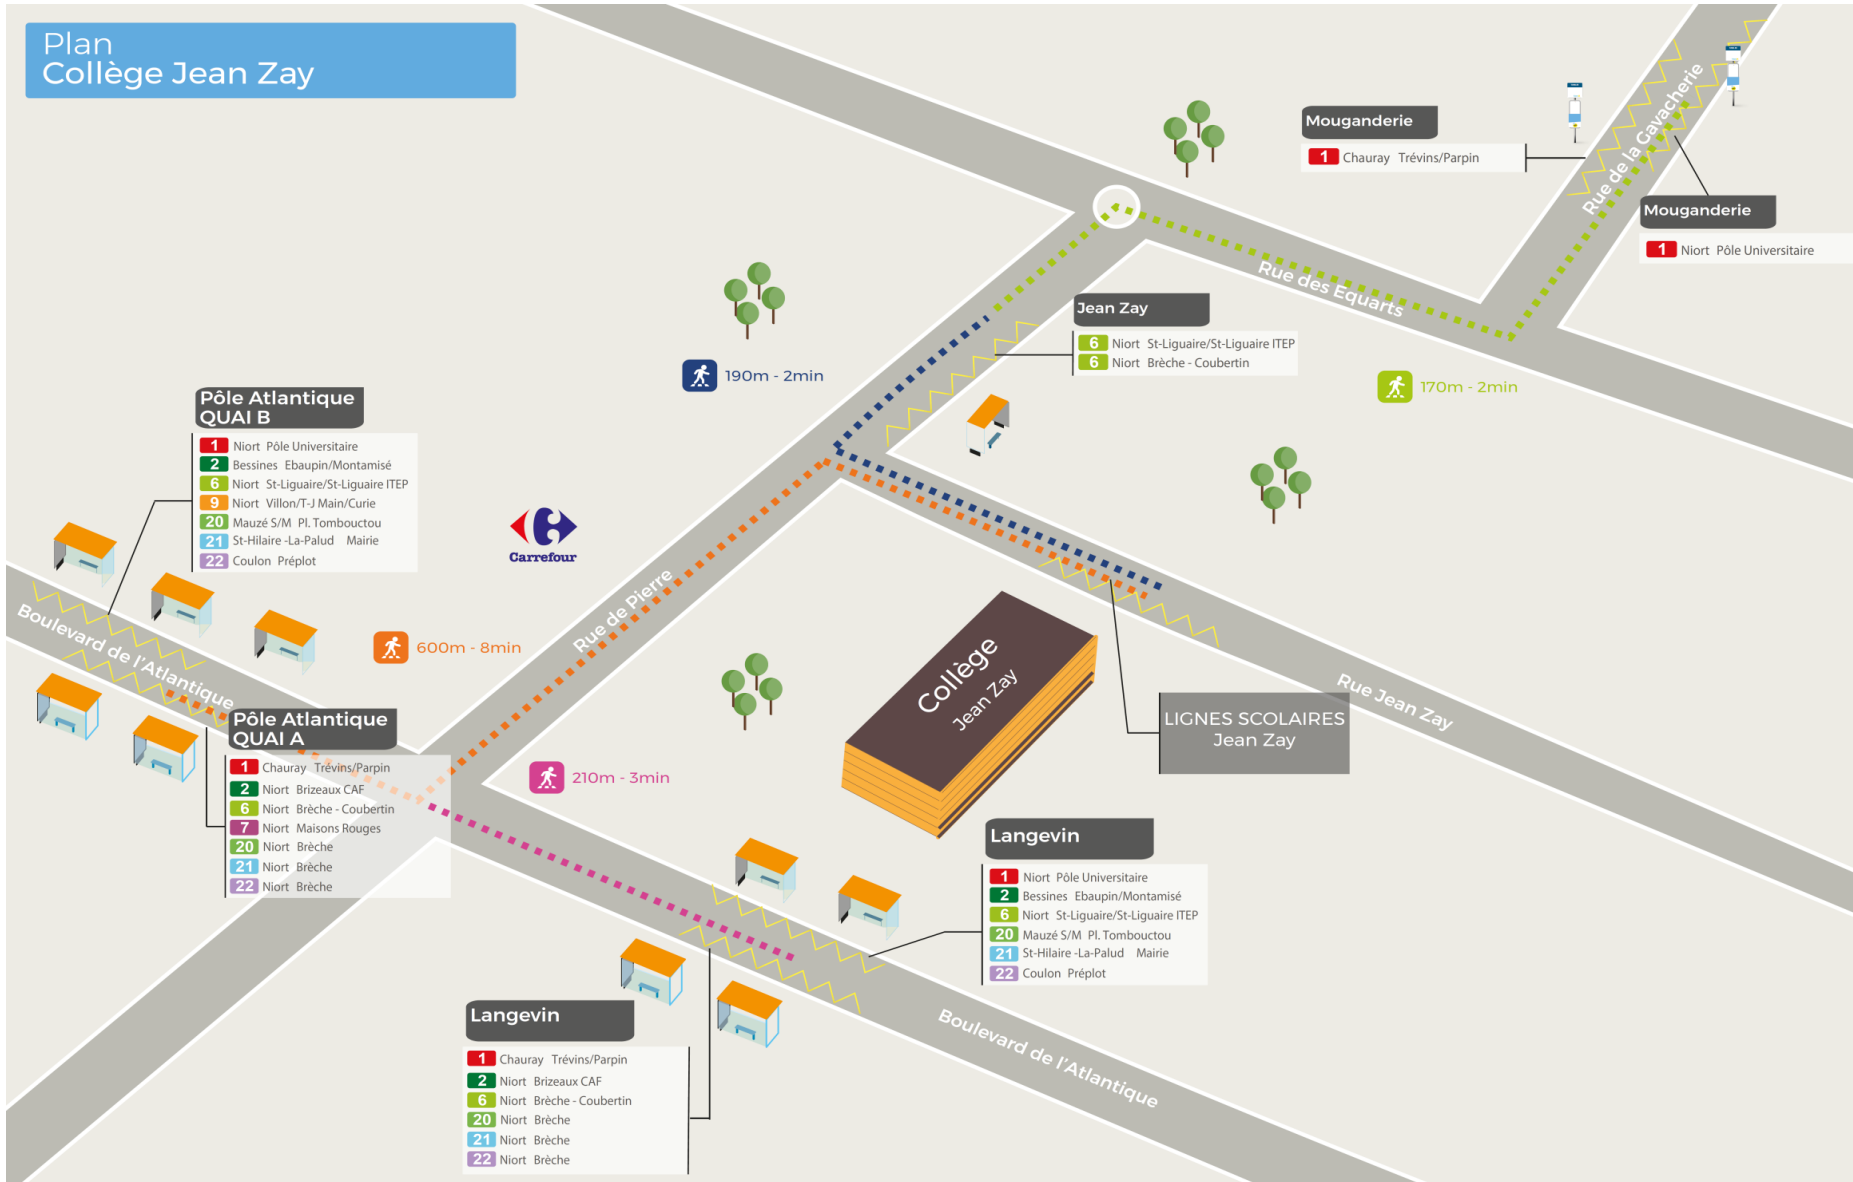 Plan
Collège Jean Zay
Mouganderie
1 Chauray Trévins/Parpin
Rue de la Gavacherie
Mouganderie
1 Niort Pôle Universitaire
Rue des Equarts
Jean Zay
6 Niort St-Liguaire/St-Liguaire ITEP
6 Niort Brèche - Coubertin
190m - 2min
170m - 2min
Pôle Atlantique
QUAI B
1 Niort Pôle Universitaire
2 Bessines Ebaupin/Montamisé
6 Niort St-Liguaire/St-Liguaire ITEP
9 Niort Villon/T-J Main/Curie
20 Mauzé S/M Pl. Tombouctou
21 St-Hilaire -La-Palud Mairie
22 Coulon Préplot
Carrefour
Rue de Pierre
600m - 8min
Boulevard de l'Atlantique
Collège
Jean Zay
Rue Jean Zay
LIGNES SCOLAIRES
Jean Zay
Pôle Atlantique
QUAI A
1 Chauray Trévins/Parpin
2 Niort Brizeaux CAF
6 Niort Brèche - Coubertin
7 Niort Maisons Rouges
20 Niort Brèche
21 Niort Brèche
22 Niort Brèche
210m - 3min
Langevin
1 Niort Pôle Universitaire
2 Bessines Ebaupin/Montamisé
6 Niort St-Liguaire/St-Liguaire ITEP
20 Mauzé S/M Pl. Tombouctou
21 St-Hilaire -La-Palud Mairie
22 Coulon Préplot
Langevin
1 Chauray Trévins/Parpin
2 Niort Brizeaux CAF
6 Niort Brèche - Coubertin
20 Niort Brèche
21 Niort Brèche
22 Niort Brèche
Boulevard de l'Atlantique